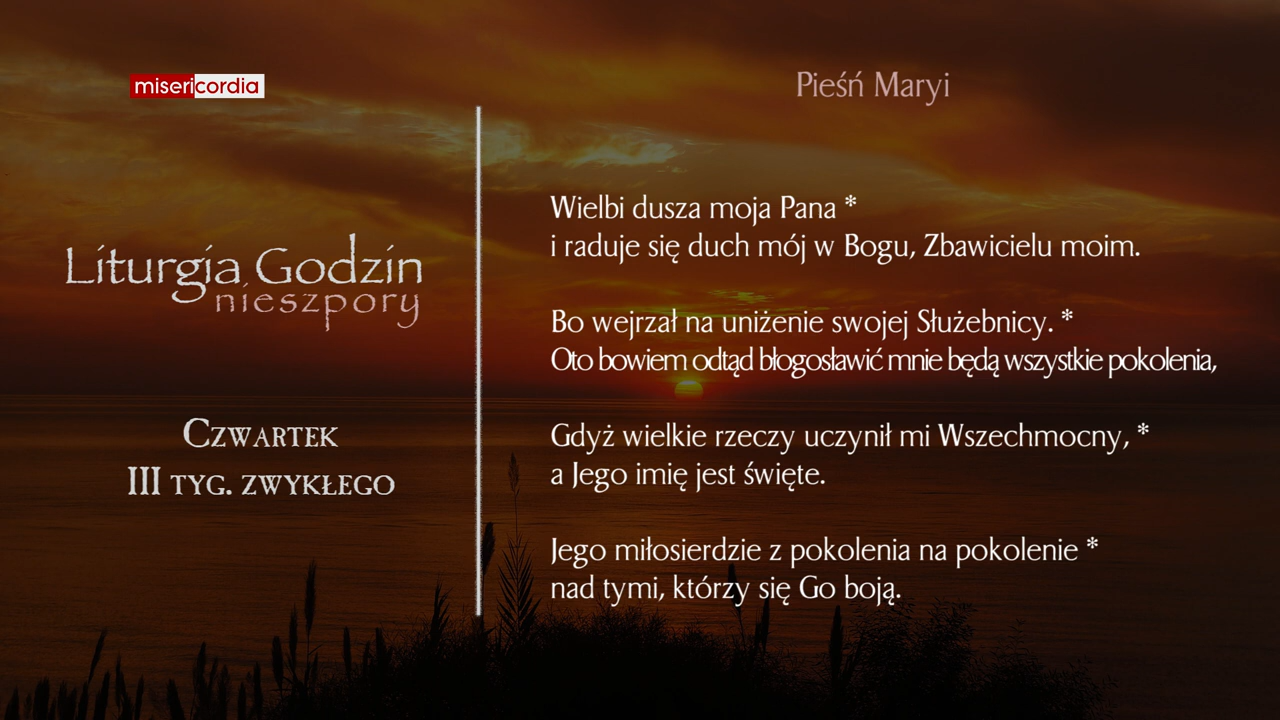 misericordia
Liturgia Godzin
nieszpory
Czwartek
III tyg. zwykłego
Pieśń Maryi
Wielbi dusza moja Pana *
i raduje się duch mój w Bogu, Zbawicielu moim.
Bo wejrzał na uniżenie swojej Służebnicy. *
Oto bowiem odtąd błogosławić mnie będą wszystkie pokolenia,
Gdyż wielkie rzeczy uczynił mi Wszechmocny, *
a Jego imię jest święte.
Jego miłosierdzie z pokolenia na pokolenie *
nad tymi, którzy się Go boją.